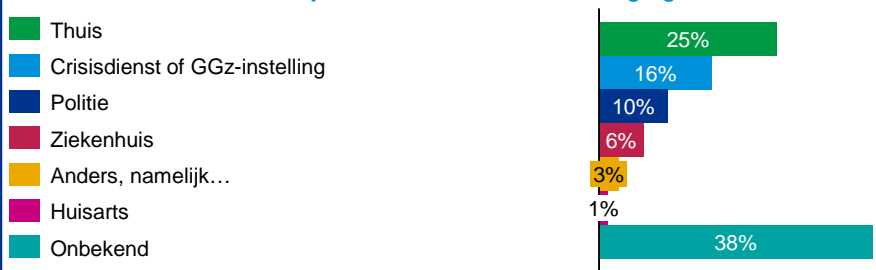 Thuis 25%
Crisisdienst of GGz-instelling 16%
Politie 10%
Ziekenhuis 6%
Anders, namelijk… 3%
Huisarts 1%
Onbekend 38%